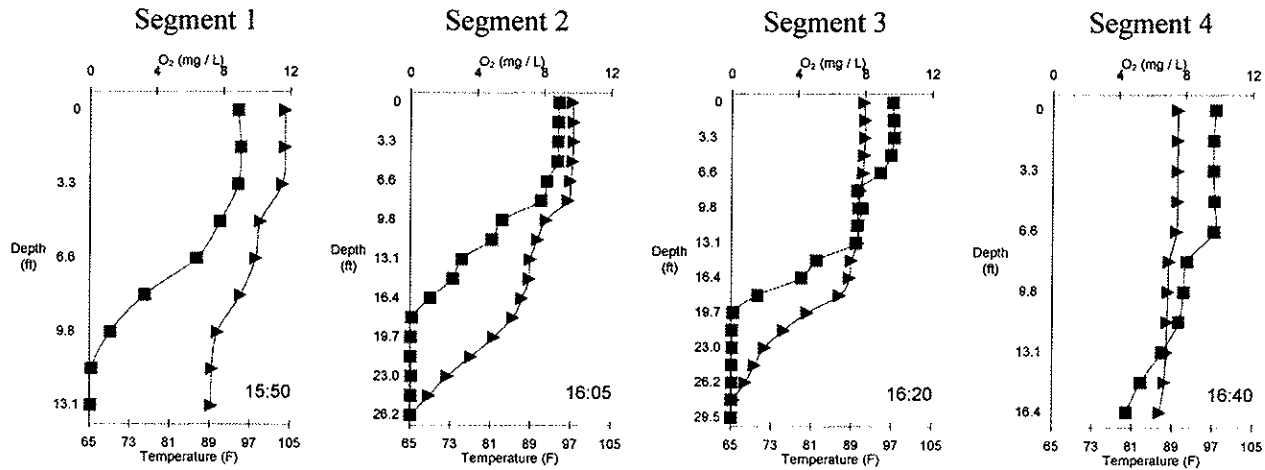 Segment 1
O₂ (mg / L)
0 4 8 12
0
3.3
Depth
(ft)
6.6
9.8
13.1
15:50
65 73 81 89 97 105
Temperature (F)
Segment 2
O₂ (mg / L)
0 4 8 12
0
3.3
6.6
9.8
Depth
(ft)
13.1
16.4
19.7
23.0
26.2
16:05
65 73 81 89 97 105
Temperature (F)
Segment 3
O₂ (mg / L)
0 4 8 12
0
3.3
6.6
9.8
Depth
(ft)
13.1
16.4
19.7
23.0
26.2
29.5
16:20
65 73 81 89 97 105
Temperature (F)
Segment 4
O₂ (mg / L)
0 4 8 12
0
3.3
6.6
Depth
(ft)
9.8
13.1
16.4
16:40
65 73 81 89 97 105
Temperature (F)